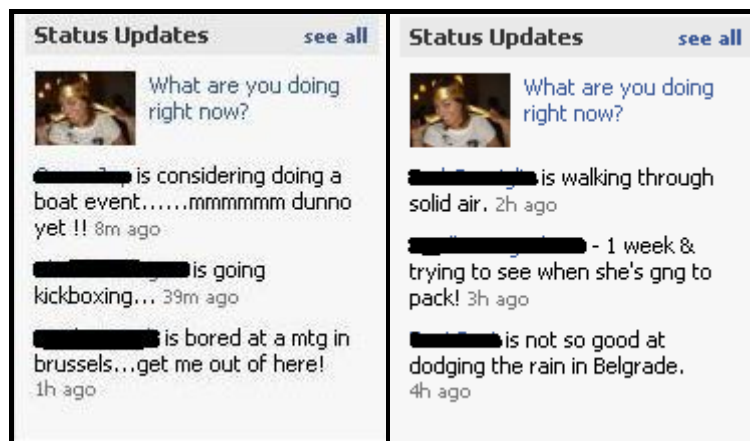 Status Updates see all
What are you doing
right now?
is considering doing a
boat event......mmmmmm dunno
yet !! 8m ago
is going
kickboxing... 39m ago
is bored at a mtg in
brussels...get me out of here!
1h ago
Status Updates see all
What are you doing
right now?
is walking through
solid air. 2h ago
- 1 week &
trying to see when she's gng to
pack! 3h ago
is not so good at
dodging the rain in Belgrade.
4h ago